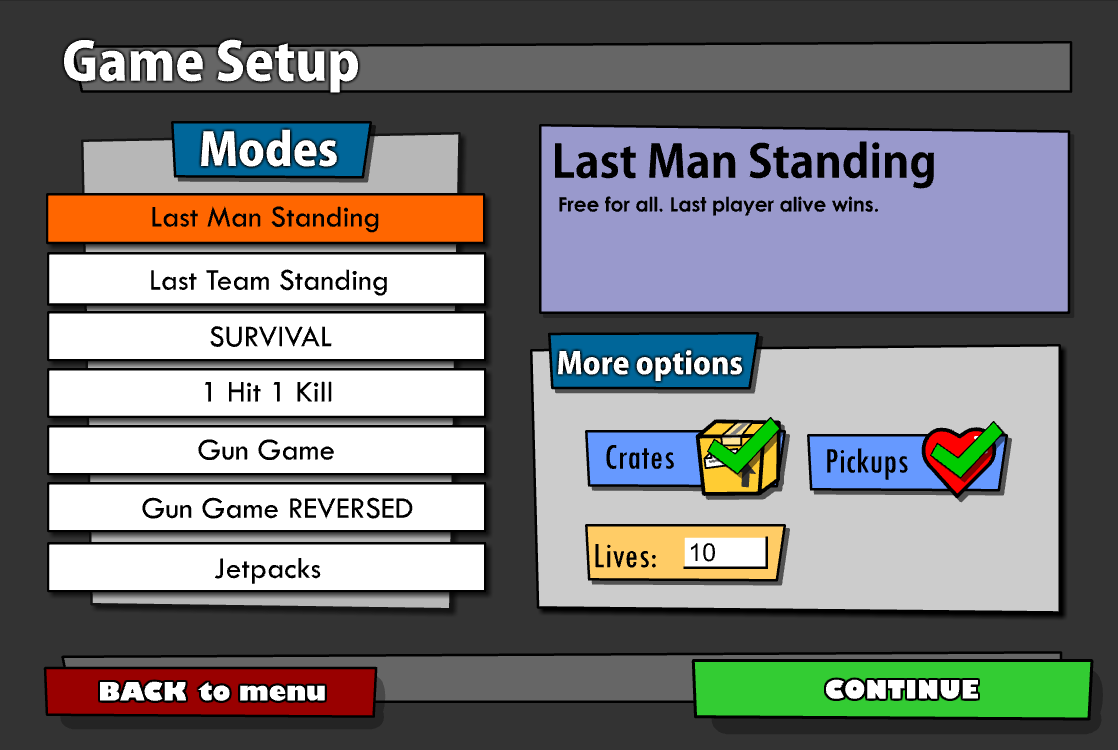 Game Setup
Modes
Last Man Standing
Last Team Standing
SURVIVAL
1 Hit 1 Kill
Gun Game
Gun Game REVERSED
Jetpacks
Last Man Standing
Free for all. Last player alive wins.
More options
Crates
Pickups
Lives: 10
BACK to menu
CONTINUE